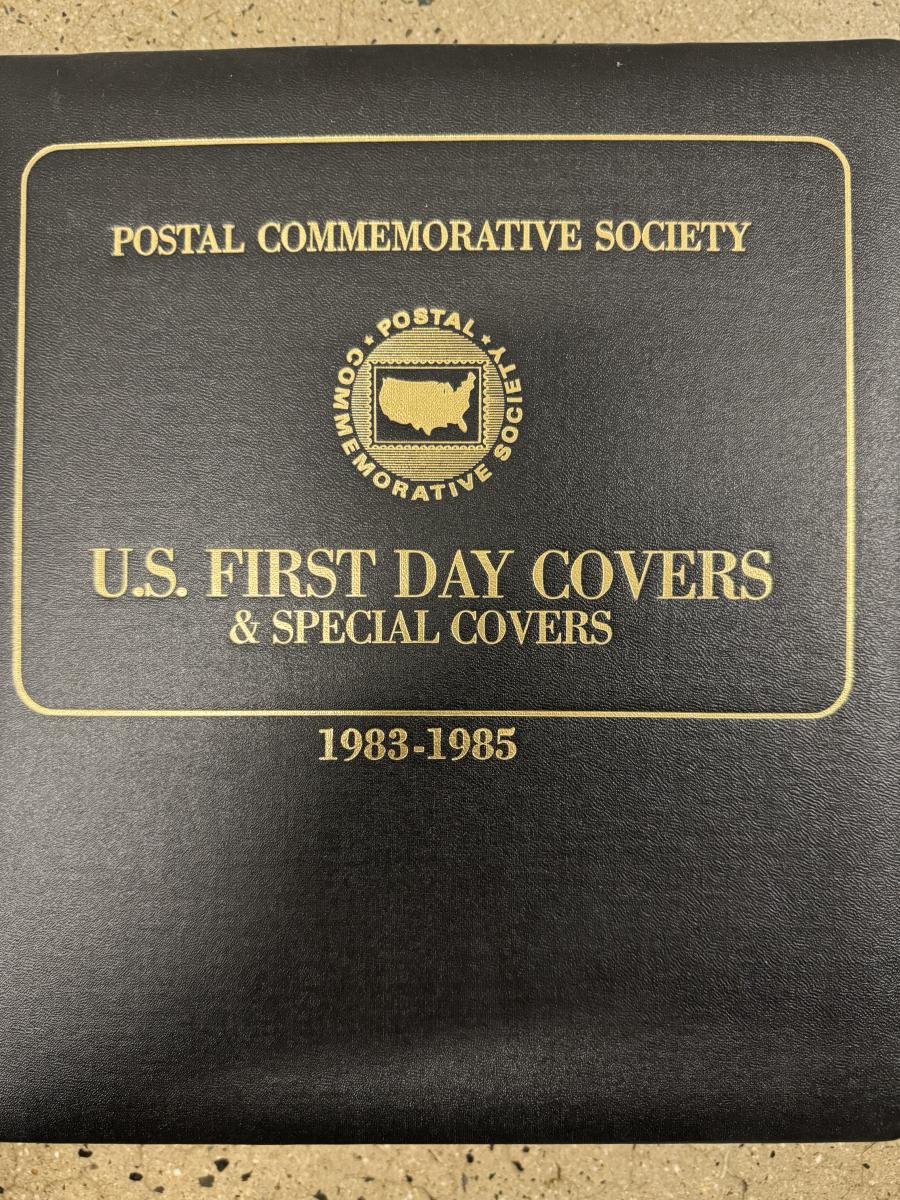 POSTAL COMMEMORATIVE SOCIETY
★ POSTAL ★ COMMEMORATIVE SOCIETY
U.S. FIRST DAY COVERS
& SPECIAL COVERS
1983-1985